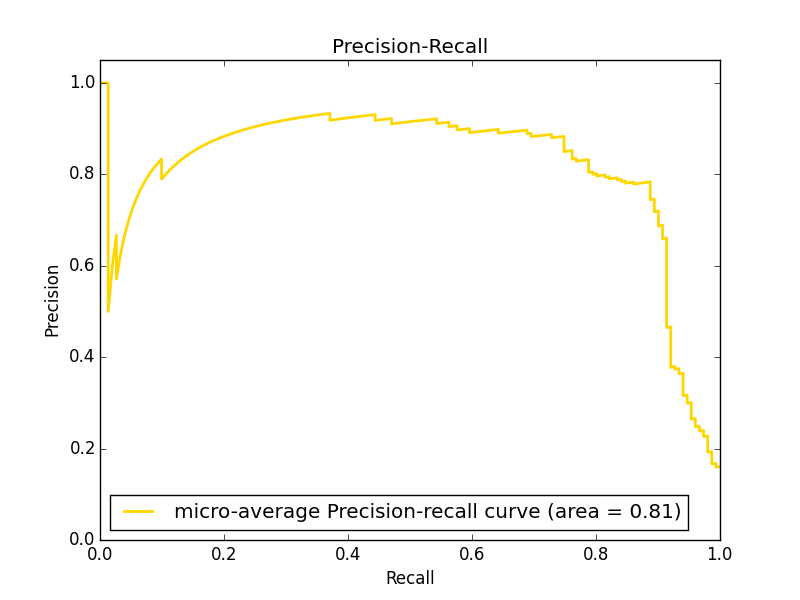 Precision-Recall
1.0
0.8
0.6
0.4
0.2
0.0
Precision
micro-average Precision-recall curve (area = 0.81)
0.0 0.2 0.4 0.6 0.8 1.0
Recall